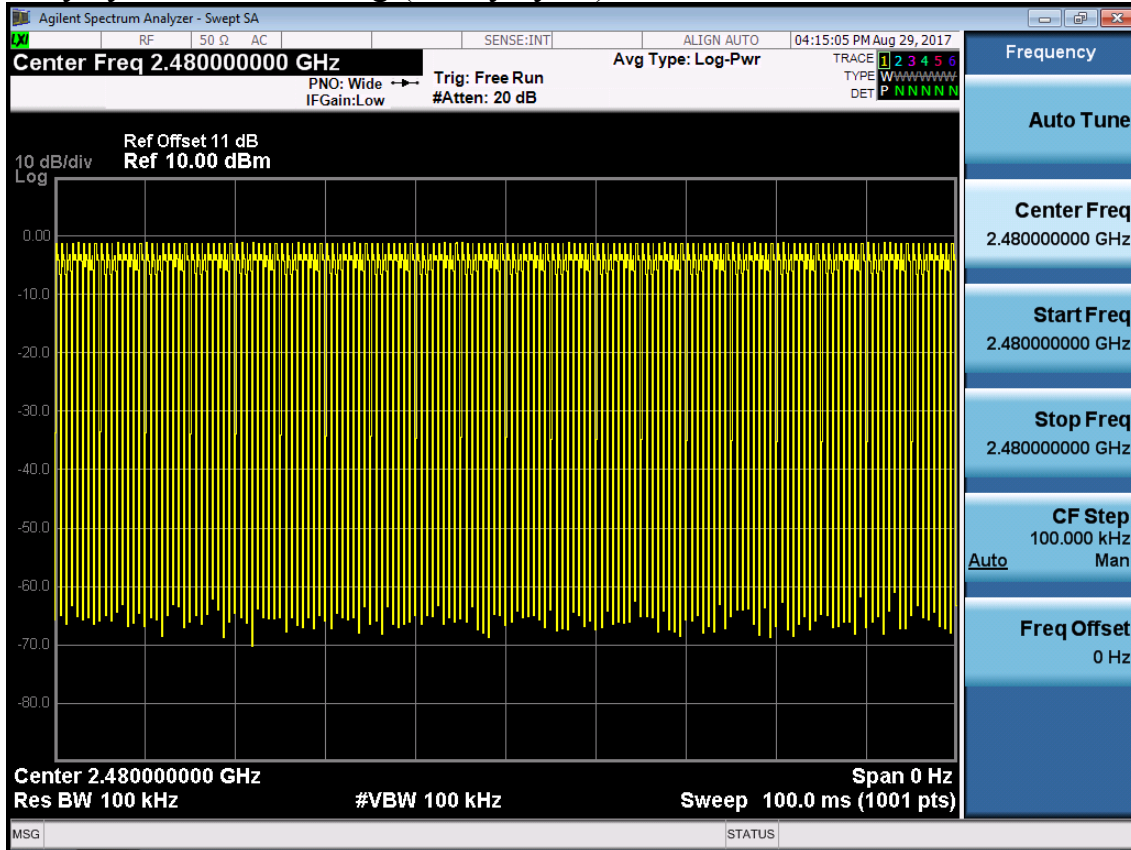 Agilent Spectrum Analyzer - Swept SA
LXI RF 50 Ω AC SENSE:INT ALIGN AUTO 04:15:05 PM Aug 29, 2017
Center Freq 2.480000000 GHz
PNO: Wide
IFGain:Low
Trig: Free Run
#Atten: 20 dB
Avg Type: Log-Pwr
TRACE 1 2 3 4 5 6
TYPE WWWWWW
DET P N N N N N
Ref Offset 11 dB
10 dB/div Ref 10.00 dBm
Log
0.00
-10.0
-20.0
-30.0
-40.0
-50.0
-60.0
-70.0
-80.0
Center 2.480000000 GHz Span 0 Hz
Res BW 100 kHz #VBW 100 kHz Sweep 100.0 ms (1001 pts)
MSG STATUS
Frequency
Auto Tune
Center Freq
2.480000000 GHz
Start Freq
2.480000000 GHz
Stop Freq
2.480000000 GHz
CF Step
100.000 kHz
Auto Man
Freq Offset
0 Hz